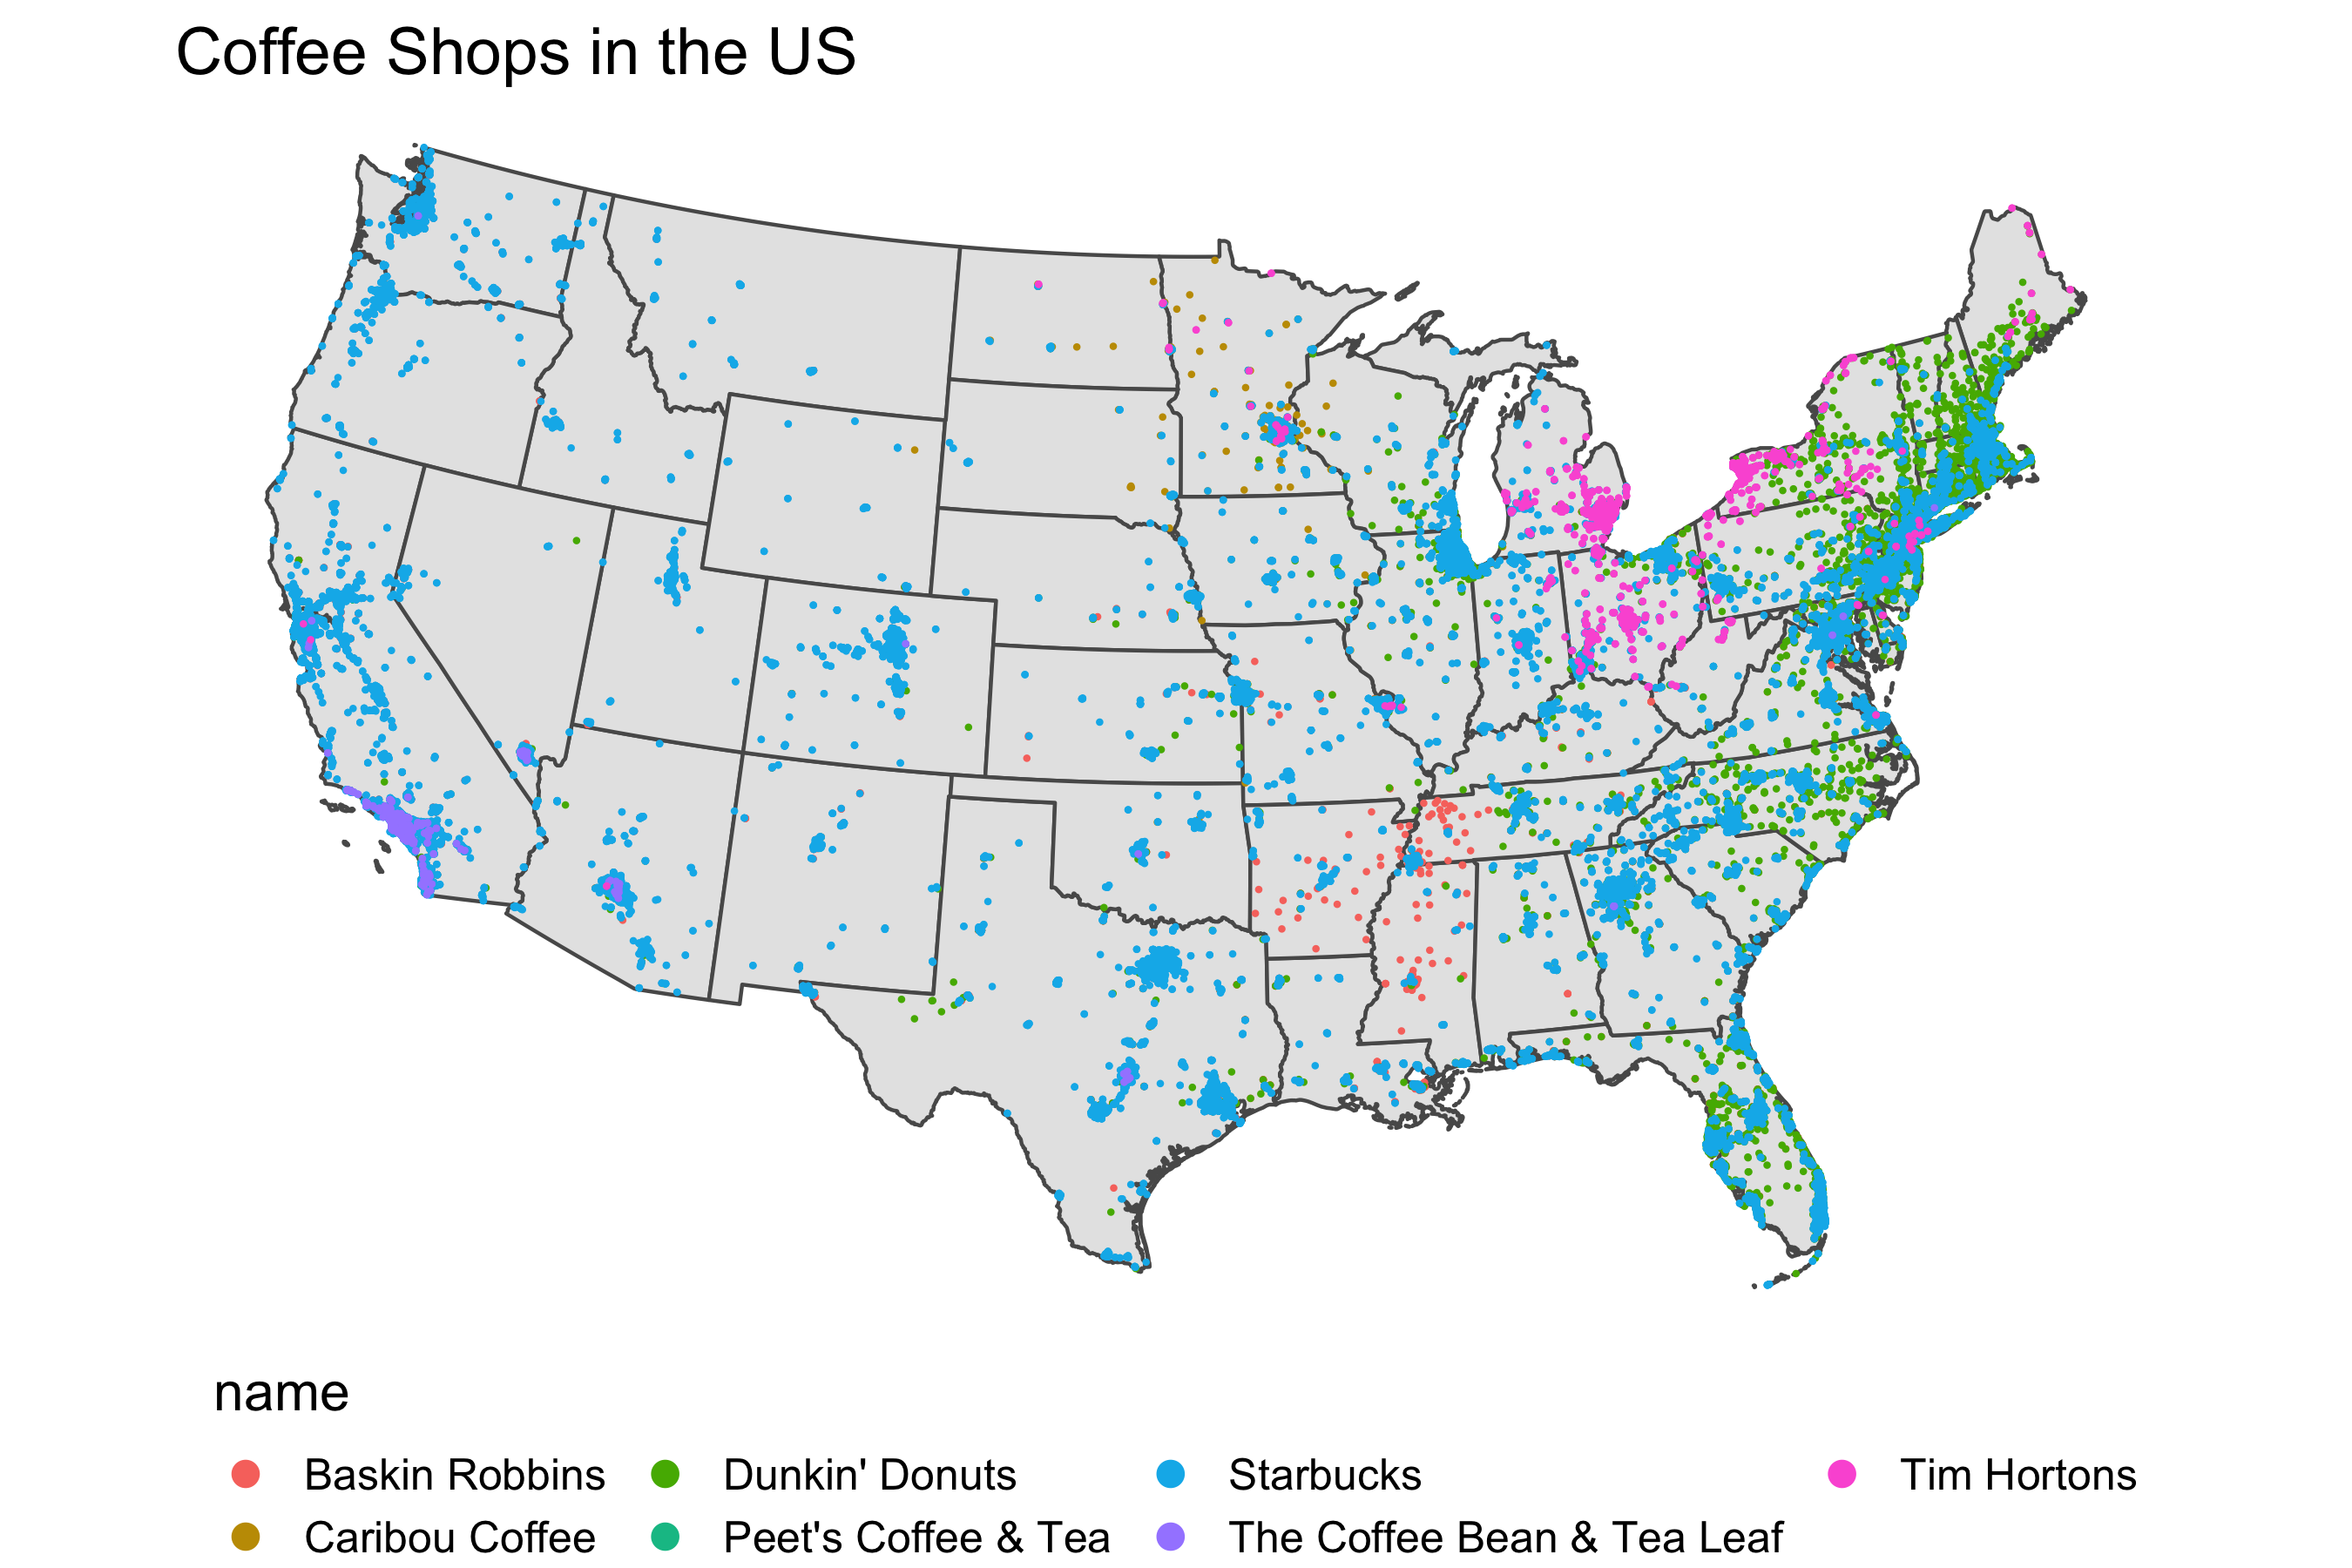 Coffee Shops in the US
name
Baskin Robbins
Dunkin' Donuts
Starbucks
Tim Hortons
Caribou Coffee
Peet's Coffee & Tea
The Coffee Bean & Tea Leaf